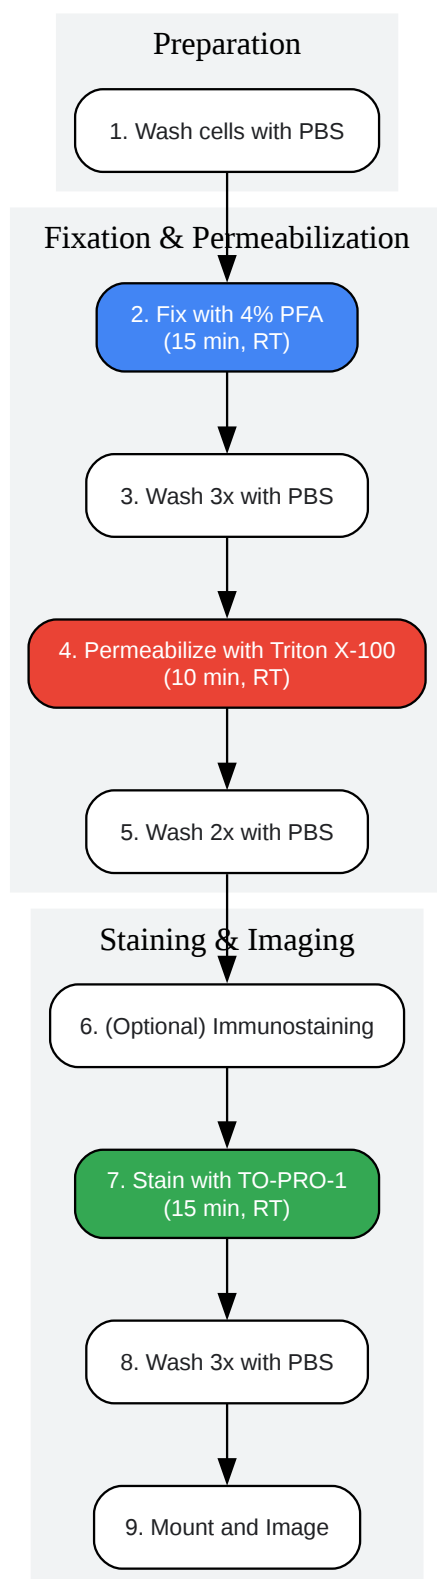 Preparation
1. Wash cells with PBS
Fixation & Permeabilization
2. Fix with 4% PFA
(15 min, RT)
3. Wash 3x with PBS
4. Permeabilize with Triton X-100
(10 min, RT)
5. Wash 2x with PBS
Staining & Imaging
6. (Optional) Immunostaining
7. Stain with TO-PRO-1
(15 min, RT)
8. Wash 3x with PBS
9. Mount and Image